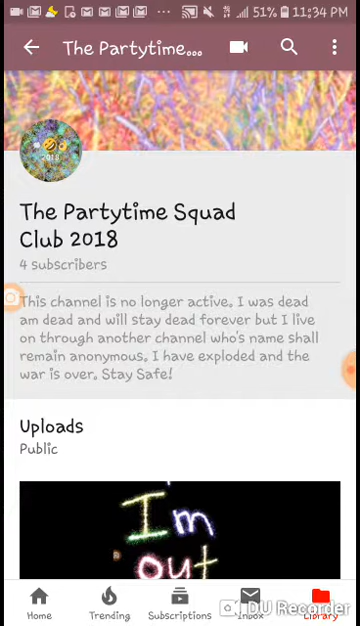 51% 11:34 PM
The Partytime...
2018
The Partytime Squad
Club 2018
4 subscribers
This channel is no longer active. I was dead
am dead and will stay dead forever but I live
on through another channel who's name shall
remain anonymous. I have exploded and the
war is over. Stay Safe!
Uploads
Public
I'm
out
Home Trending Subscriptions Inbox Library
DU Recorder